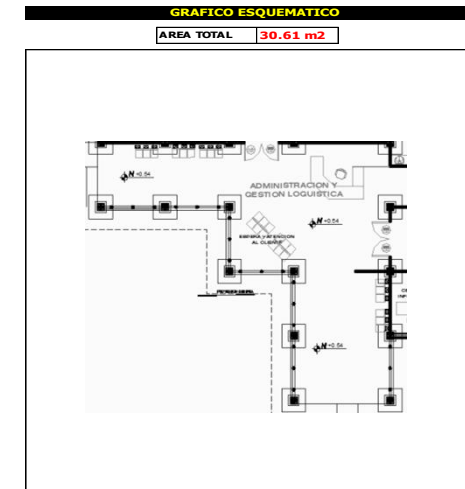 GRAFICO ESQUEMATICO
AREA TOTAL 30.61 m2
N +0.54
ADMINISTRACION Y
GESTION LOGUISTICA
N +0.54
ESPERA y ATENCION
AL CLIENTE
N +0.54